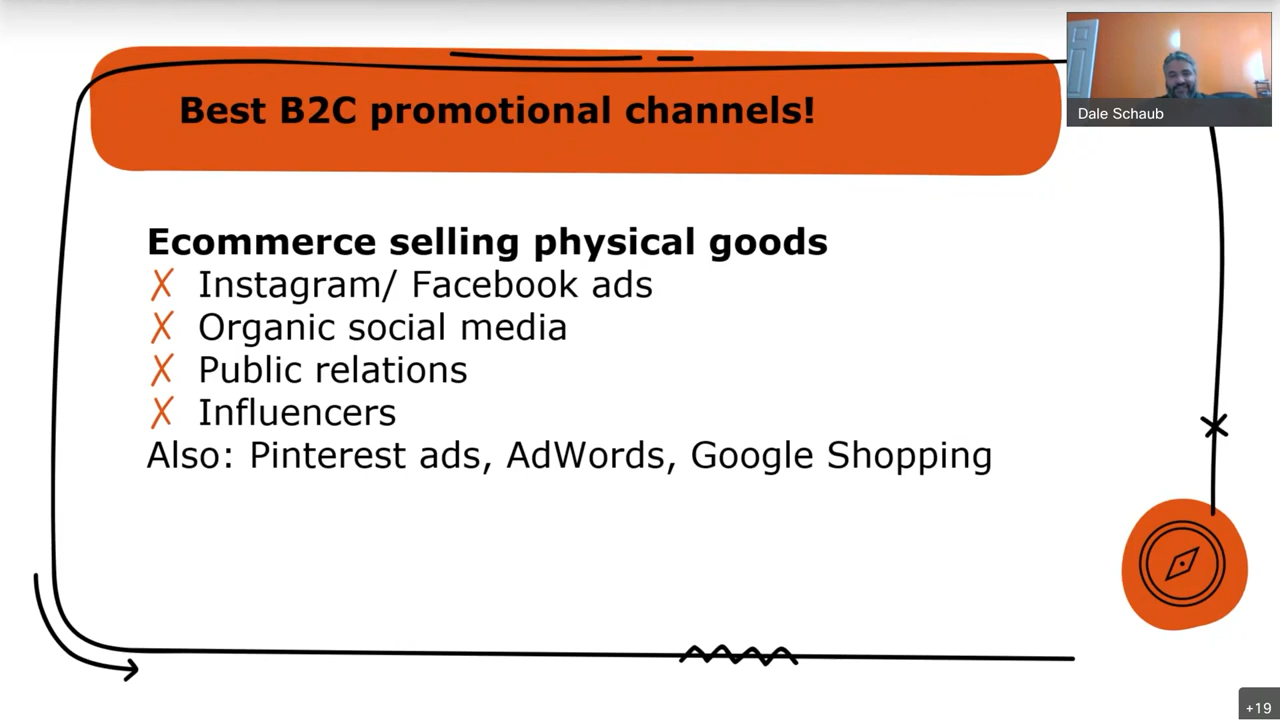 Best B2C promotional channels!
Dale Schaub
Ecommerce selling physical goods
╳ Instagram/ Facebook ads
╳ Organic social media
╳ Public relations
╳ Influencers
Also: Pinterest ads, AdWords, Google Shopping
+19